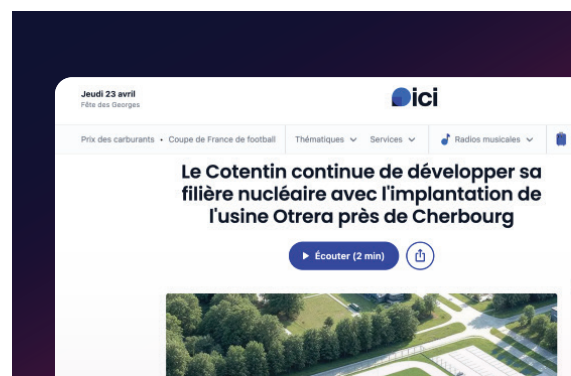 Jeudi 23 avril
Fête des Georges
ici
Prix des carburants • Coupe de France de football Thématiques Services Radios musicales
Le Cotentin continue de développer sa
filière nucléaire avec l'implantation de
l'usine Otrera près de Cherbourg
Écouter (2 min)